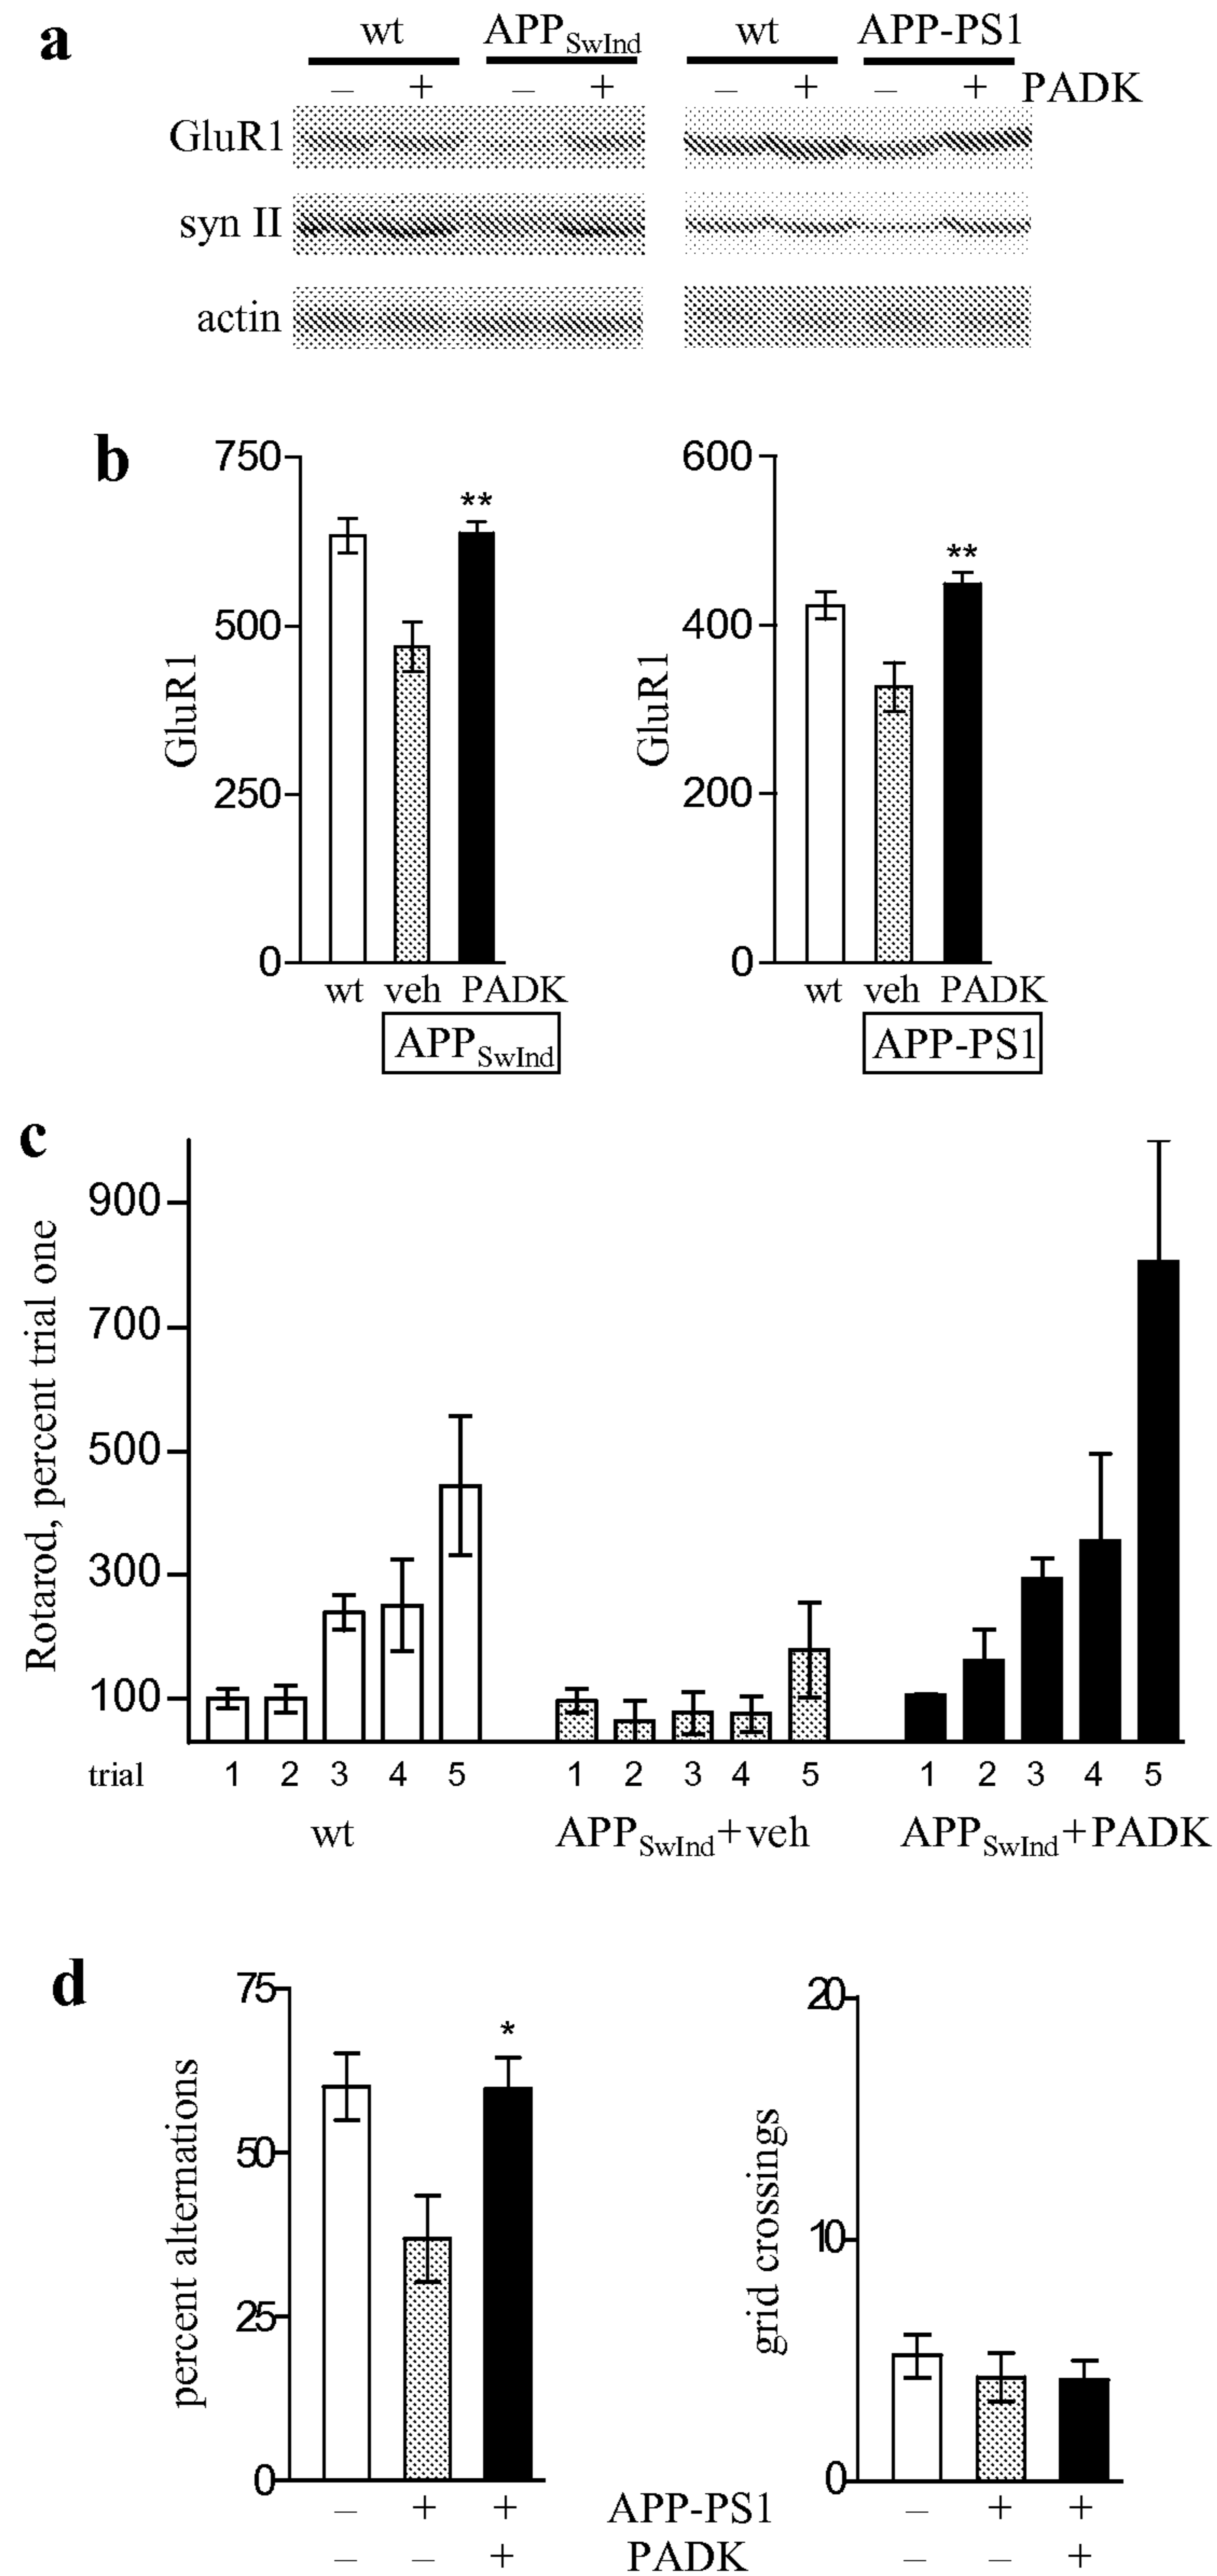 a
wt APPSwInd wt APP-PS1
– + – + – + – + PADK
GluR1
syn II
actin
b
750
500
250
0
GluR1
**
wt veh PADK
APPSwInd
600
400
200
0
GluR1
**
wt veh PADK
APP-PS1
c
Rotarod, percent trial one
900
700
500
300
100
trial 1 2 3 4 5 1 2 3 4 5 1 2 3 4 5
wt APPSwInd+veh APPSwInd+PADK
d
percent alternations
75
50
25
0
*
grid crossings
20
10
0
– + + APP-PS1 – + +
– – + PADK – – +